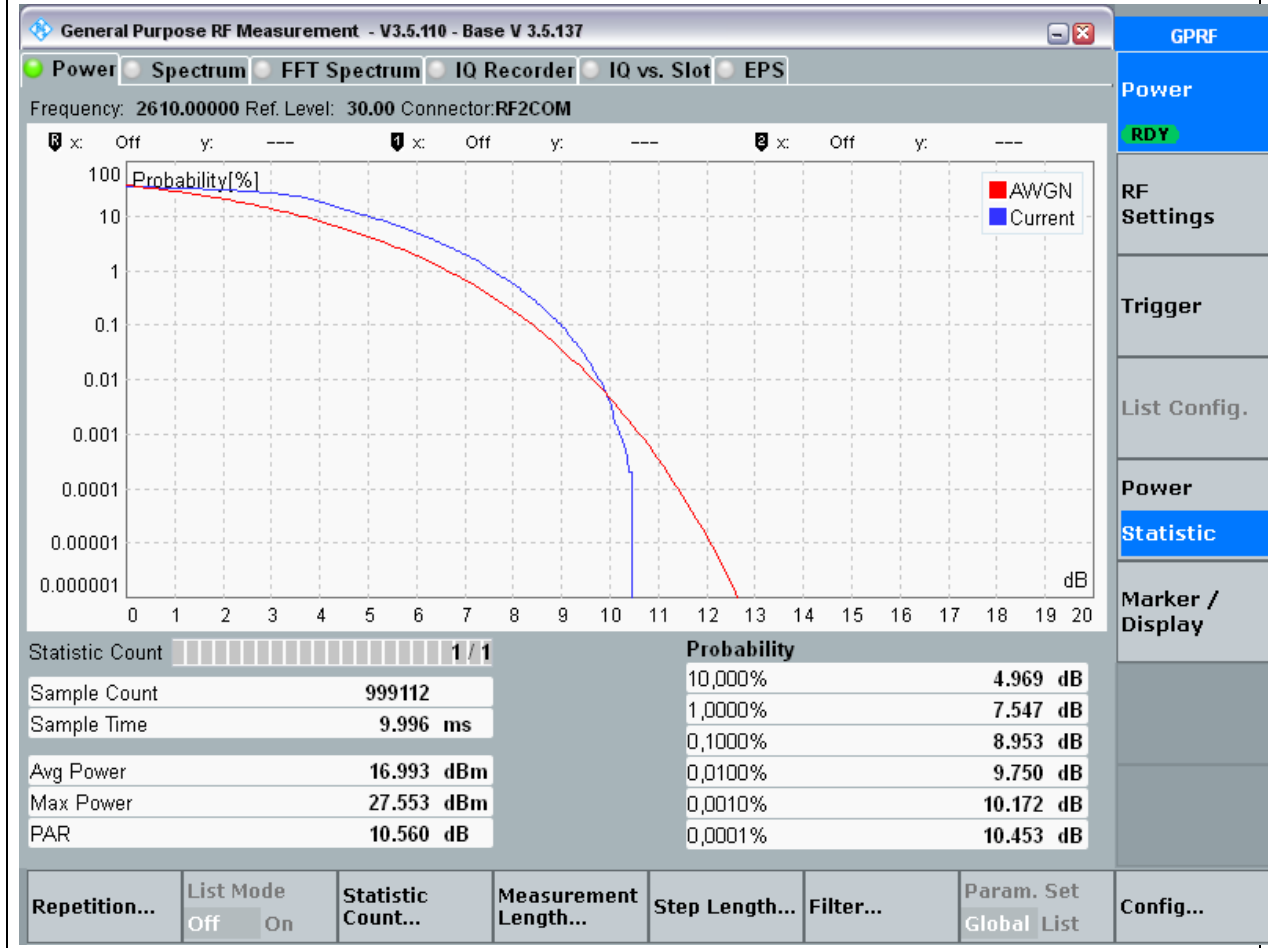 General Purpose RF Measurement - V3.5.110 - Base V 3.5.137
GPRF
Power Spectrum FFT Spectrum IQ Recorder IQ vs. Slot EPS
Frequency: 2610.00000 Ref. Level: 30.00 Connector:RF2COM
R x: Off y: --- 1 x: Off y: --- 2 x: Off y: ---
Probability[%]
AWGN
Current
100
10
1
0.1
0.01
0.001
0.0001
0.00001
0.000001
dB
0 1 2 3 4 5 6 7 8 9 10 11 12 13 14 15 16 17 18 19 20
Statistic Count 1 / 1
Sample Count 999112
Sample Time 9.996 ms
Avg Power 16.993 dBm
Max Power 27.553 dBm
PAR 10.560 dB
Probability
10,000% 4.969 dB
1,0000% 7.547 dB
0,1000% 8.953 dB
0,0100% 9.750 dB
0,0010% 10.172 dB
0,0001% 10.453 dB
Power
RDY
RF
Settings
Trigger
List Config.
Power
Statistic
Marker /
Display
Repetition...
List Mode
Off On
Statistic
Count...
Measurement
Length...
Step Length...
Filter...
Param. Set
Global List
Config...